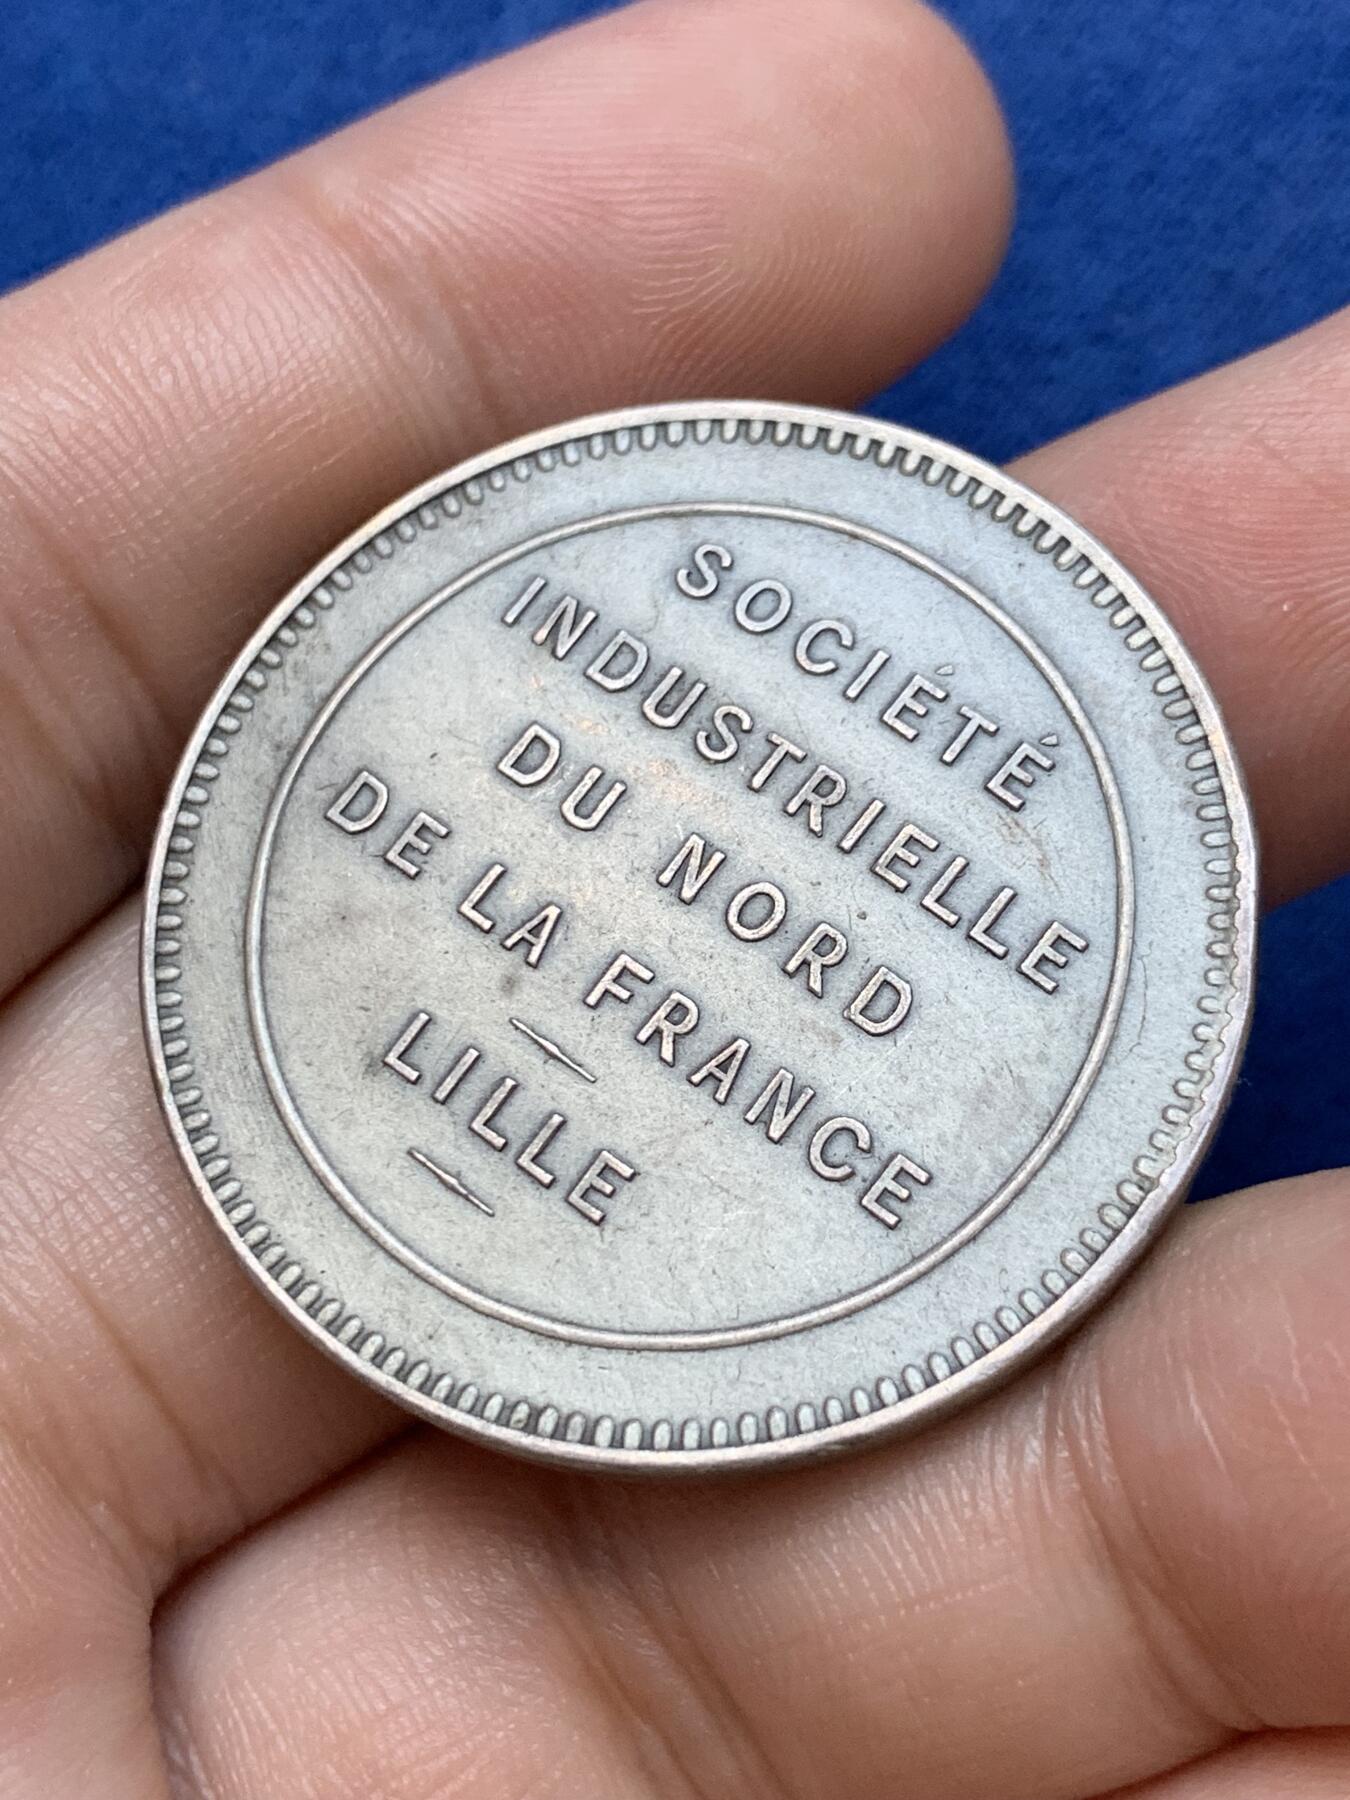 SOCIÉTÉ
INDUSTRIELLE
DU NORD
DE LA FRANCE
LILLE